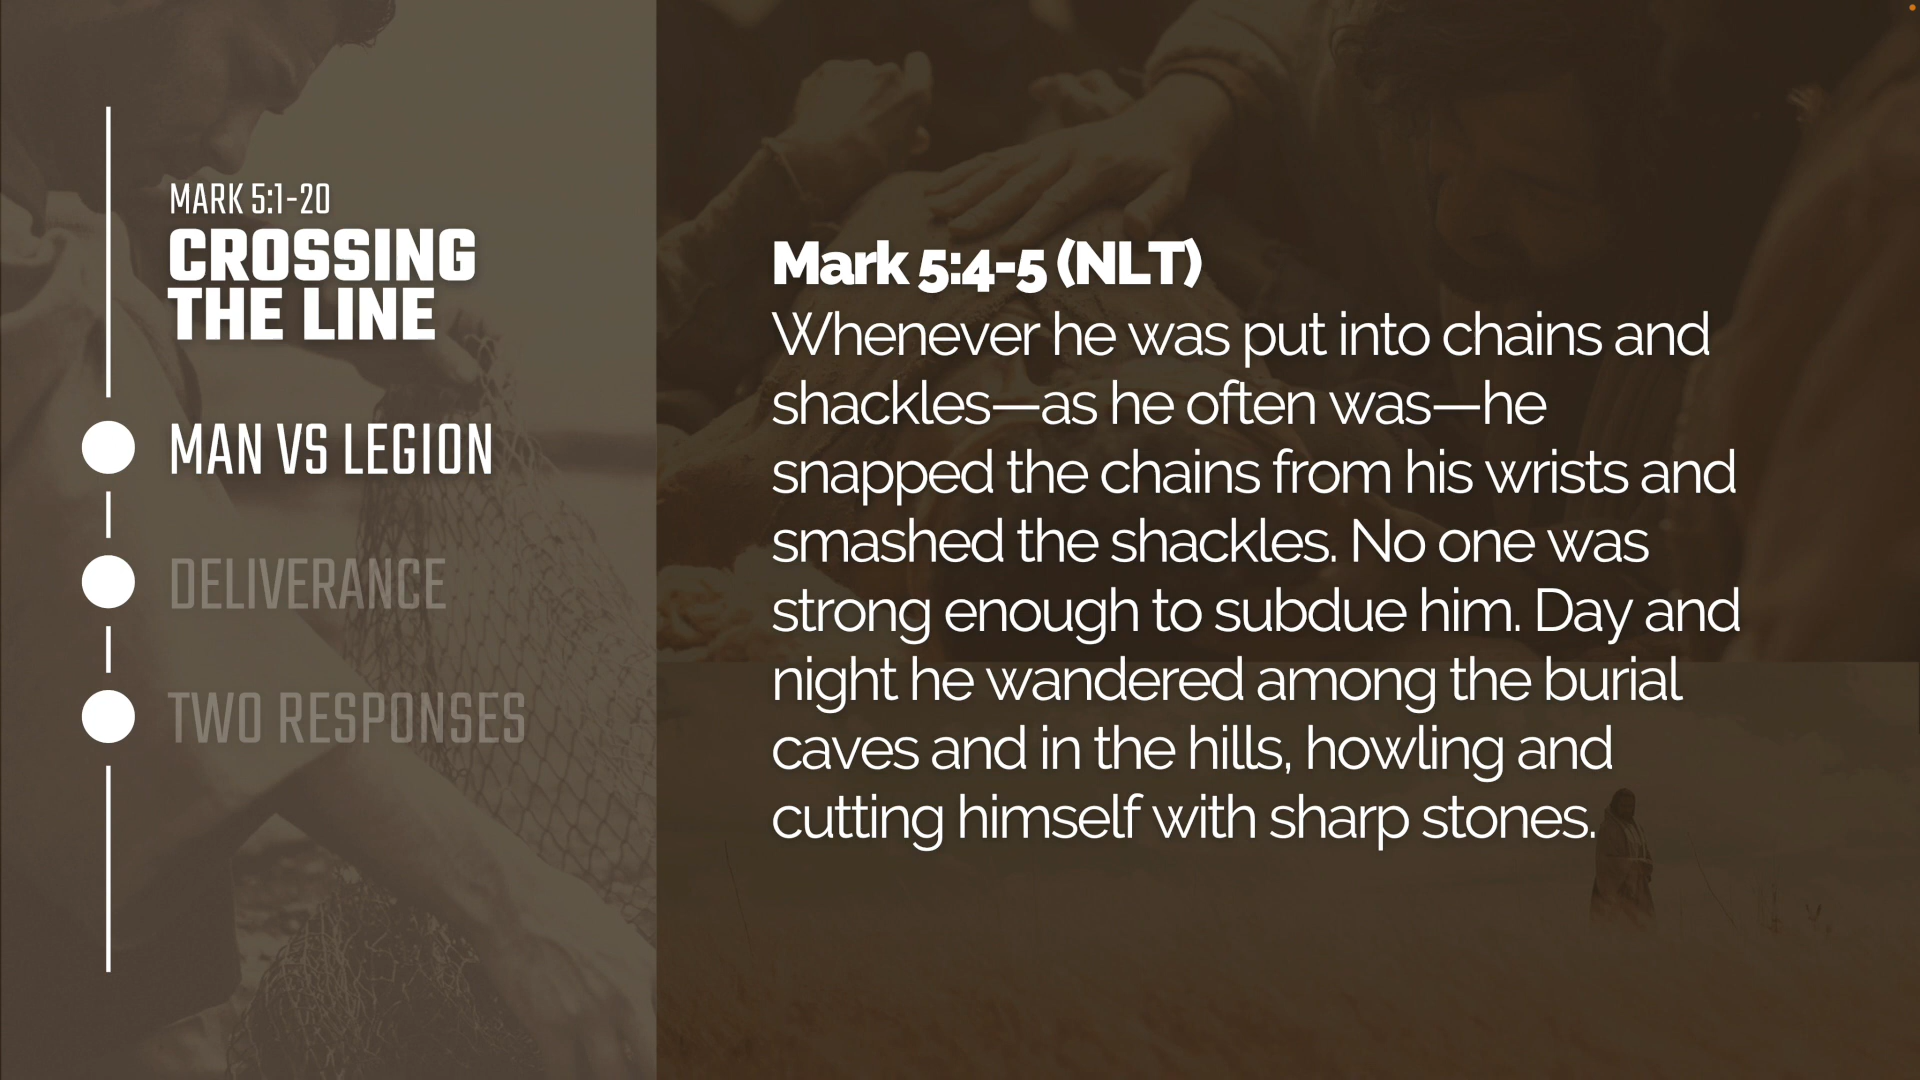 MARK 5:1-20
CROSSING
THE LINE
MAN VS LEGION
DELIVERANCE
TWO RESPONSES
Mark 5:4-5 (NLT)
Whenever he was put into chains and
shackles—as he often was—he
snapped the chains from his wrists and
smashed the shackles. No one was
strong enough to subdue him. Day and
night he wandered among the burial
caves and in the hills, howling and
cutting himself with sharp stones.